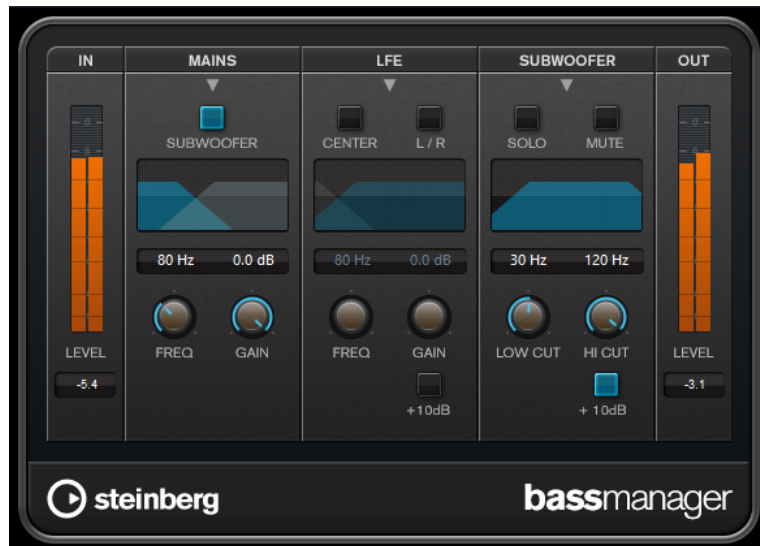 IN MAINS LFE SUBWOOFER OUT
SUBWOOFER CENTER L / R SOLO MUTE
80 Hz 0.0 dB 80 Hz 0.0 dB 30 Hz 120 Hz
FREQ GAIN FREQ GAIN LOW CUT HI CUT
LEVEL LEVEL
-5.4 -3.1
+10dB + 10dB
steinberg bassmanager